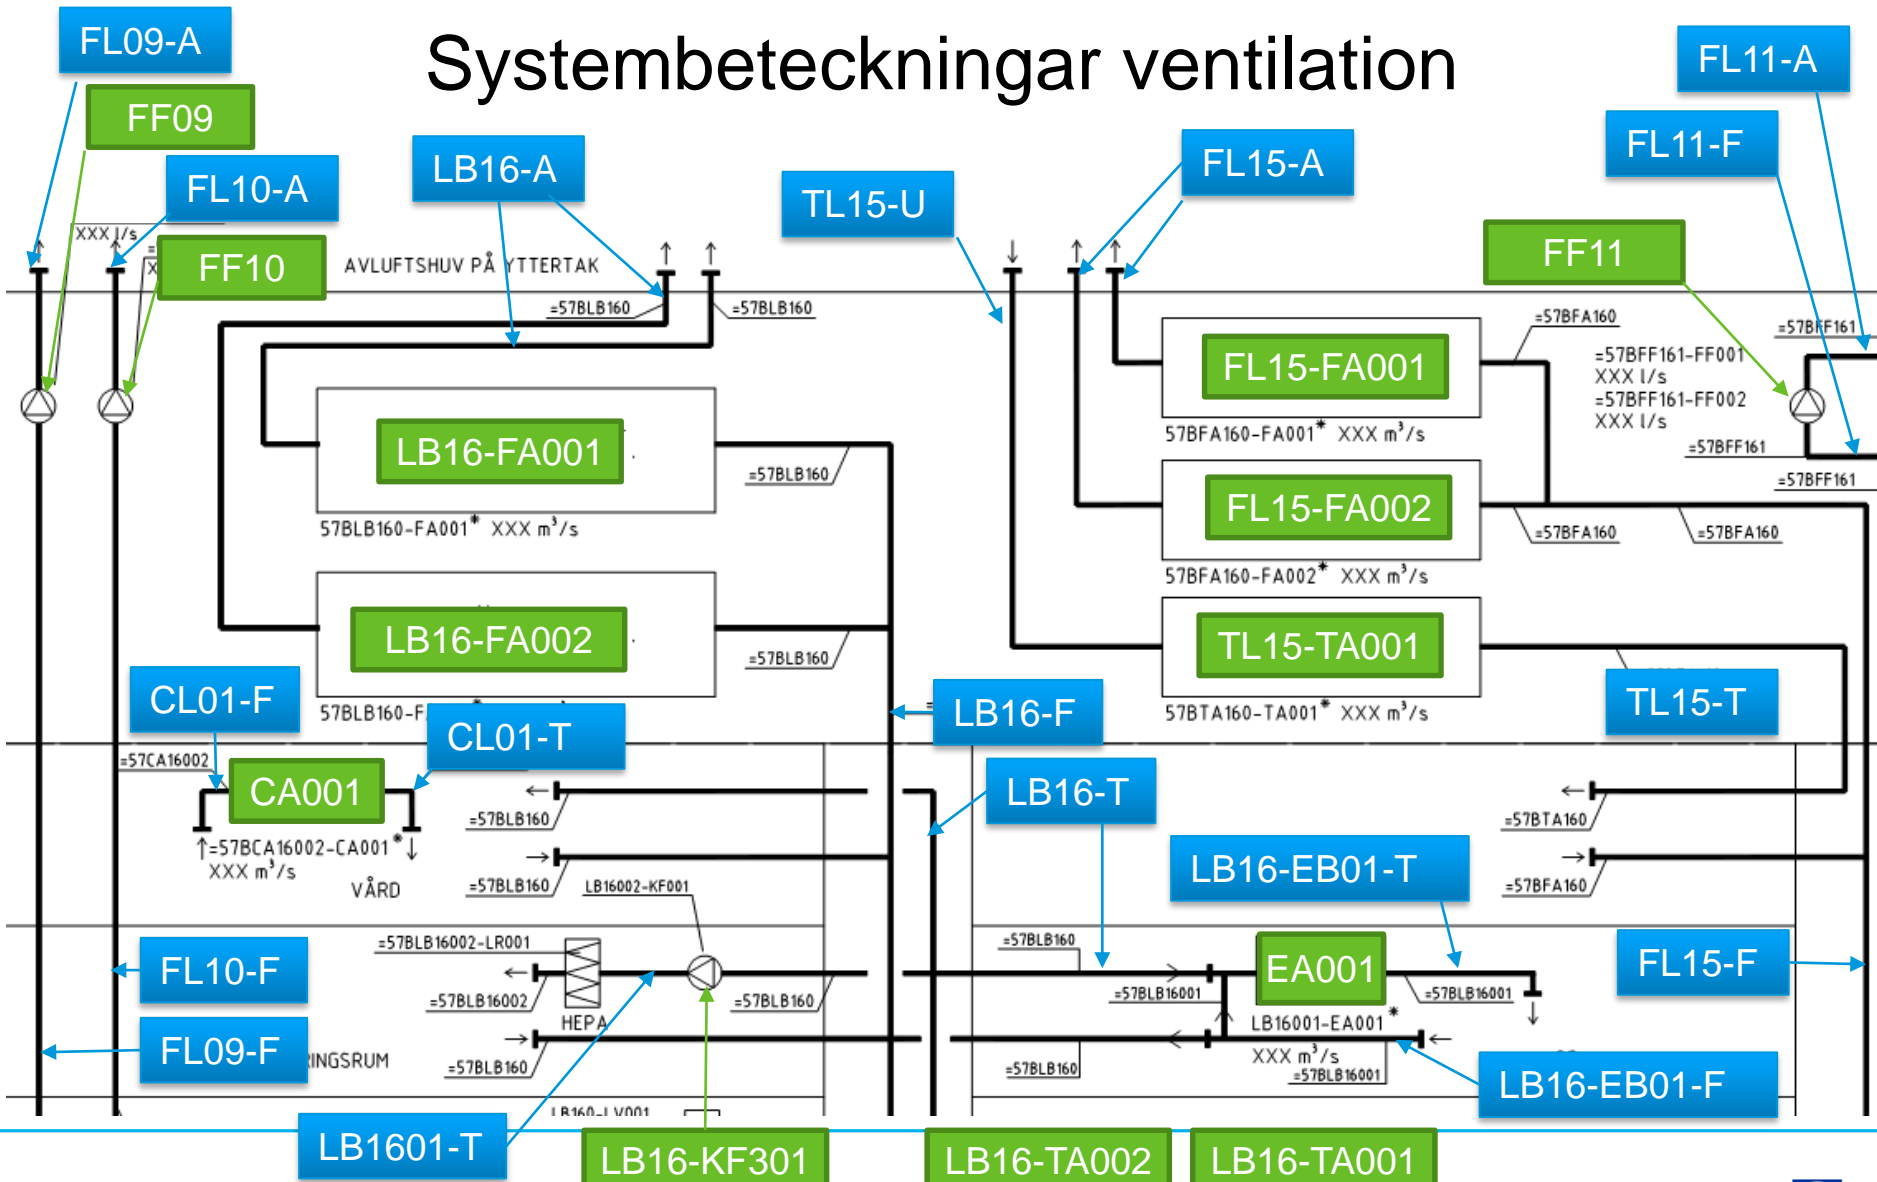 Systembeteckningar ventilation
FL09-A
FF09
FL10-A
FF10
LB16-A
TL15-U
FL15-A
FL11-A
FL11-F
FF11
XXX l/s
AVLUFTSHUV PÅ YTTERTAK
=57BLB160
=57BLB160
=57BFA160
=57BFF161
=57BFF161-FF001
XXX l/s
=57BFF161-FF002
XXX l/s
=57BFF161
=57BFF161
FL15-FA001
57BFA160-FA001* XXX m³/s
LB16-FA001
=57BLB160
57BLB160-FA001* XXX m³/s
FL15-FA002
=57BFA160
=57BFA160
57BFA160-FA002* XXX m³/s
LB16-FA002
=57BLB160
TL15-TA001
57BTA160-TA001* XXX m³/s
TL15-T
CL01-F
57BLB160-F
CL01-T
LB16-F
=57CA16002
CA001
=57BCA16002-CA001*
XXX m³/s
VÅRD
=57BLB160
=57BLB160
LB16-T
=57BTA160
=57BFA160
LB16-EB01-T
LB16002-KF001
=57BLB16002-LR001
=57BLB16002
HEPA
=57BLB160
=57BLB160
=57BLB160
=57BLB16001
EA001
=57BLB16001
LB16001-EA001*
XXX m³/s
=57BLB16001
=57BLB160
FL15-F
FL10-F
FL09-F
INGSRUM
LB16-EB01-F
LB160-LV001
LB1601-T
LB16-KF301
LB16-TA002
LB16-TA001